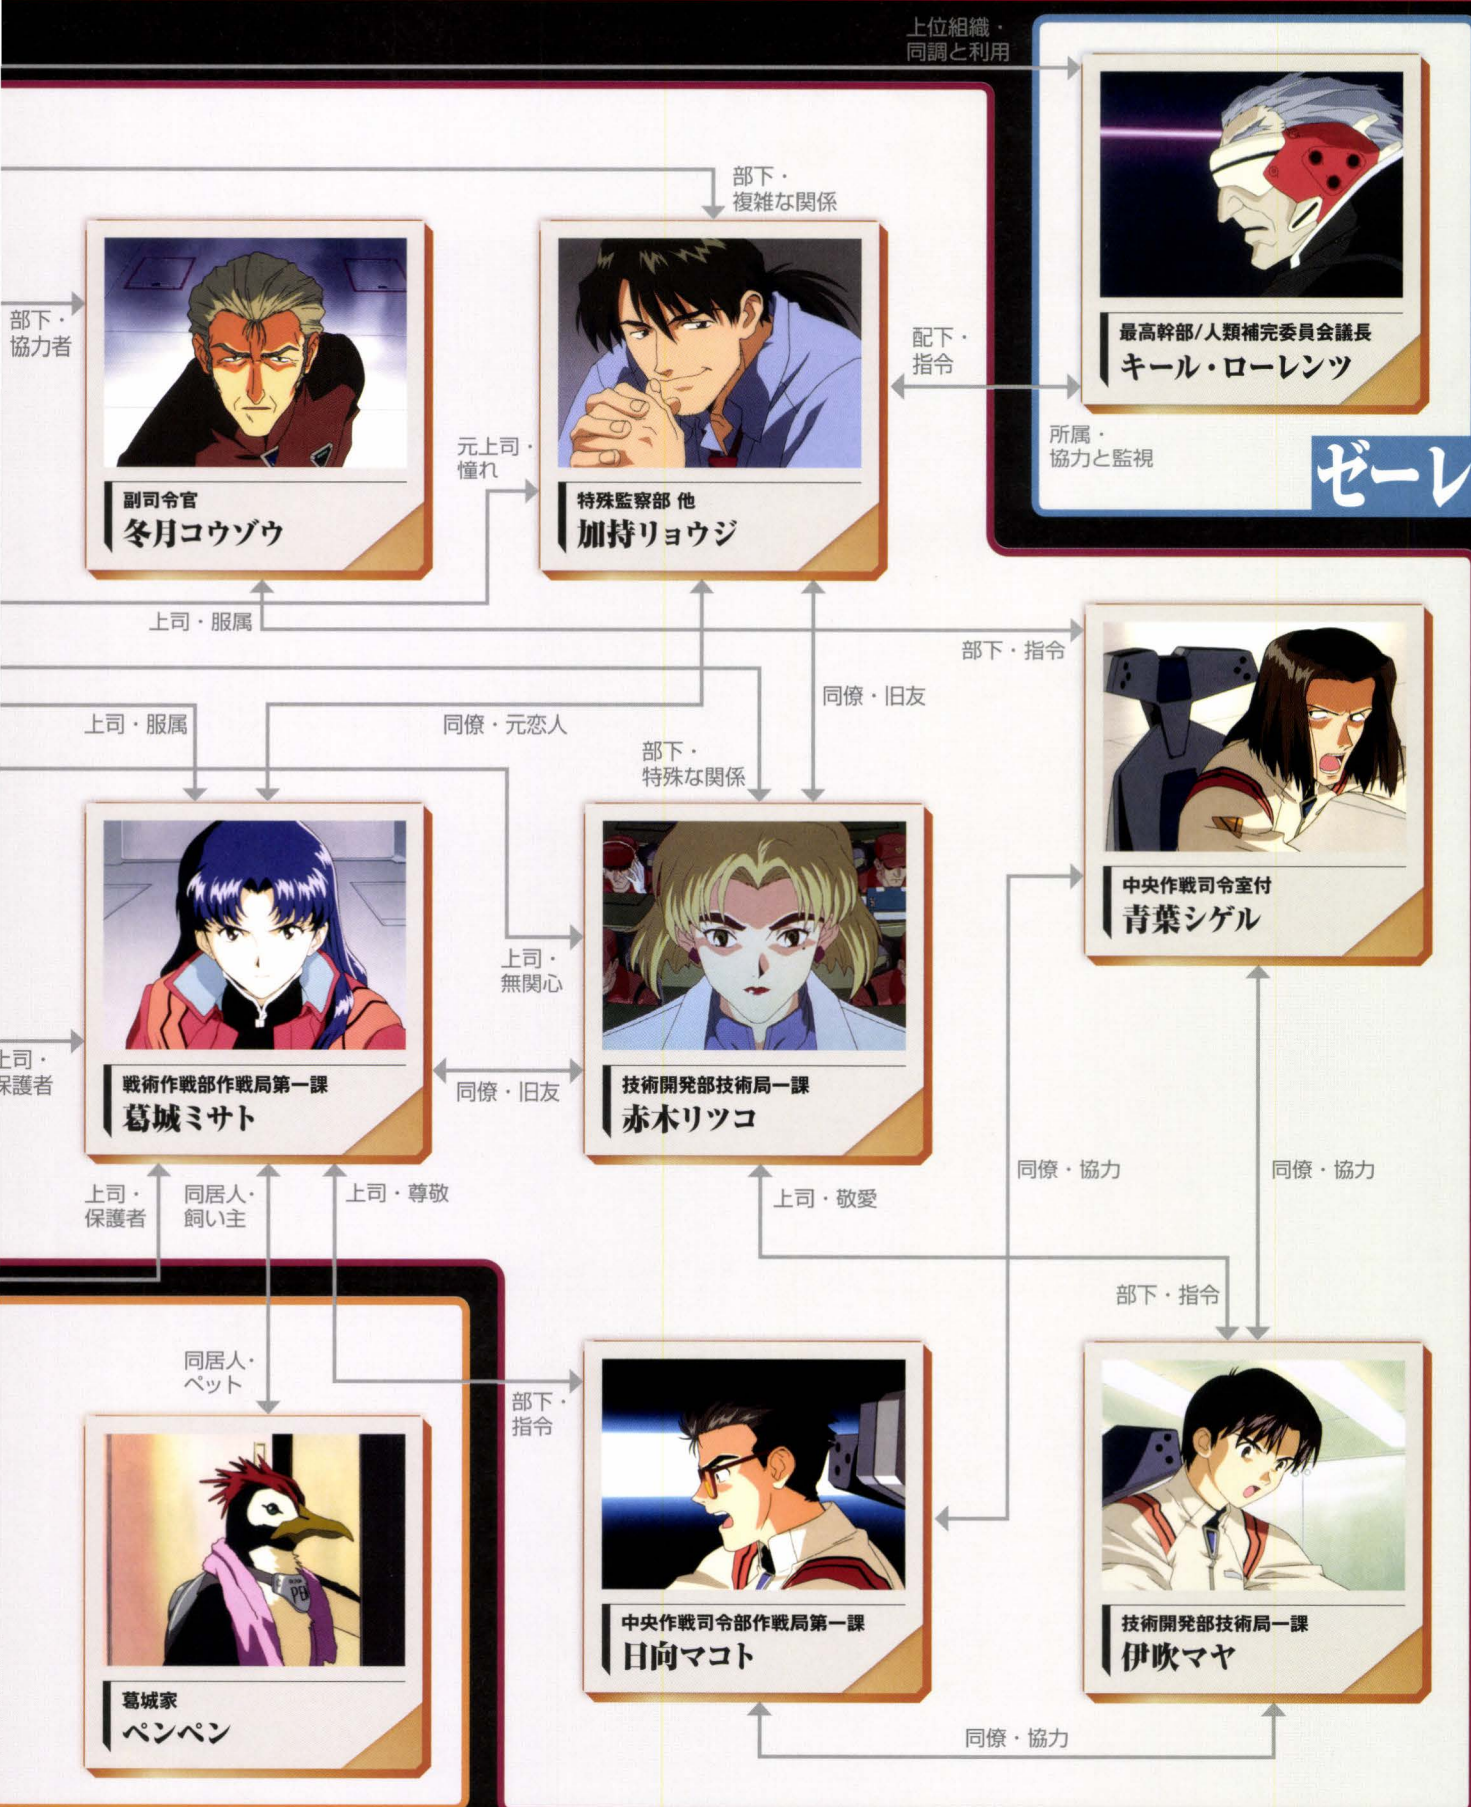 上位組織・
同調と利用
部下・
複雑な関係
最高幹部/人類補完委員会議長
キール・ローレンツ
部下・
協力者
配下・
指令
所属・
協力と監視
ゼーレ
元上司・
憧れ
副司令官
冬月コウゾウ
特殊監察部 他
加持リョウジ
上司・服属
部下・指令
同僚・旧友
上司・服属
同僚・元恋人
部下・
特殊な関係
中央作戦司令室付
青葉シゲル
上司・
無関心
上司・
保護者
戦術作戦部作戦局第一課
葛城ミサト
同僚・旧友
技術開発部技術局一課
赤木リツコ
上司・
保護者
同居人・
飼い主
上司・尊敬
上司・敬愛
同僚・協力
同僚・協力
部下・指令
同居人・
ペット
部下・
指令
中央作戦司令部作戦局第一課
日向マコト
技術開発部技術局一課
伊吹マヤ
葛城家
ペンペン
同僚・協力